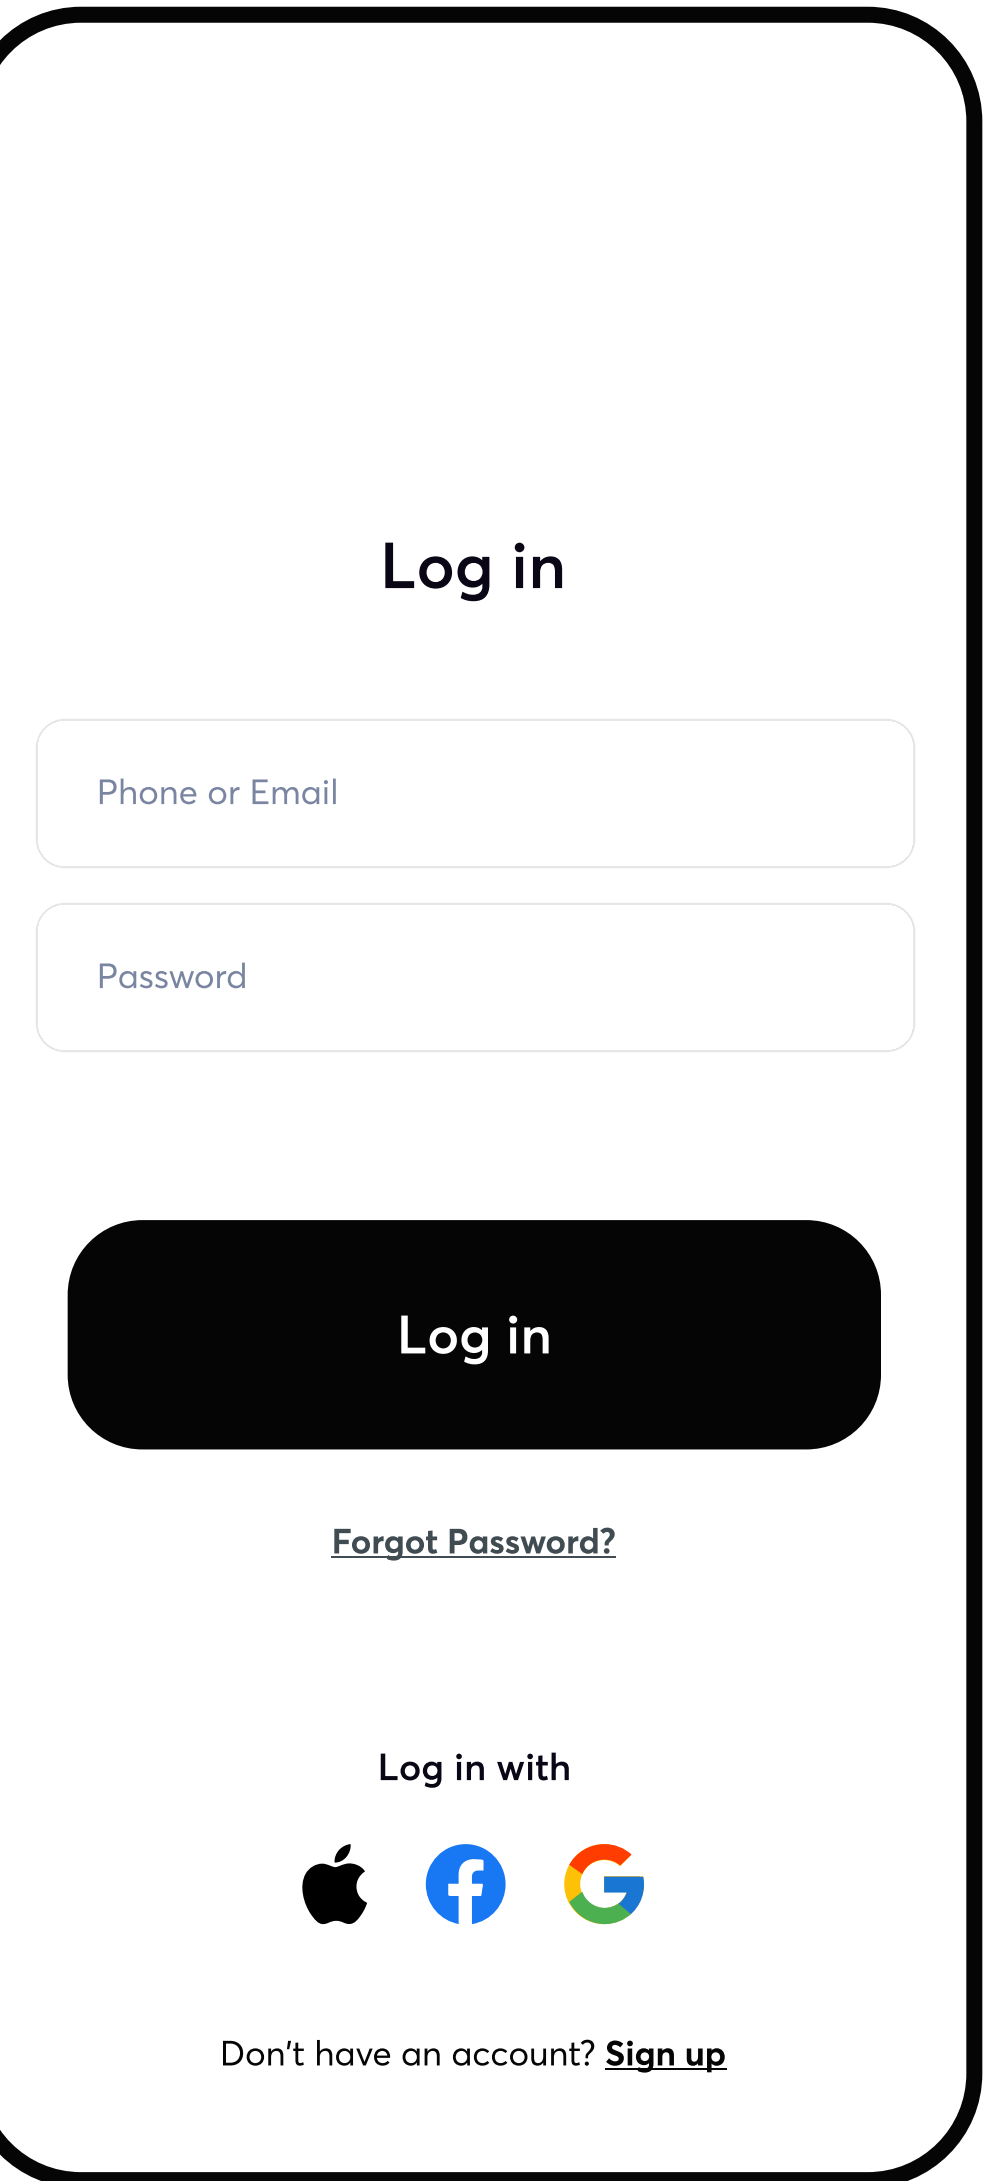 Log in
Phone or Email
Password
Log in
Forgot Password?
Log in with
Don't have an account? Sign up